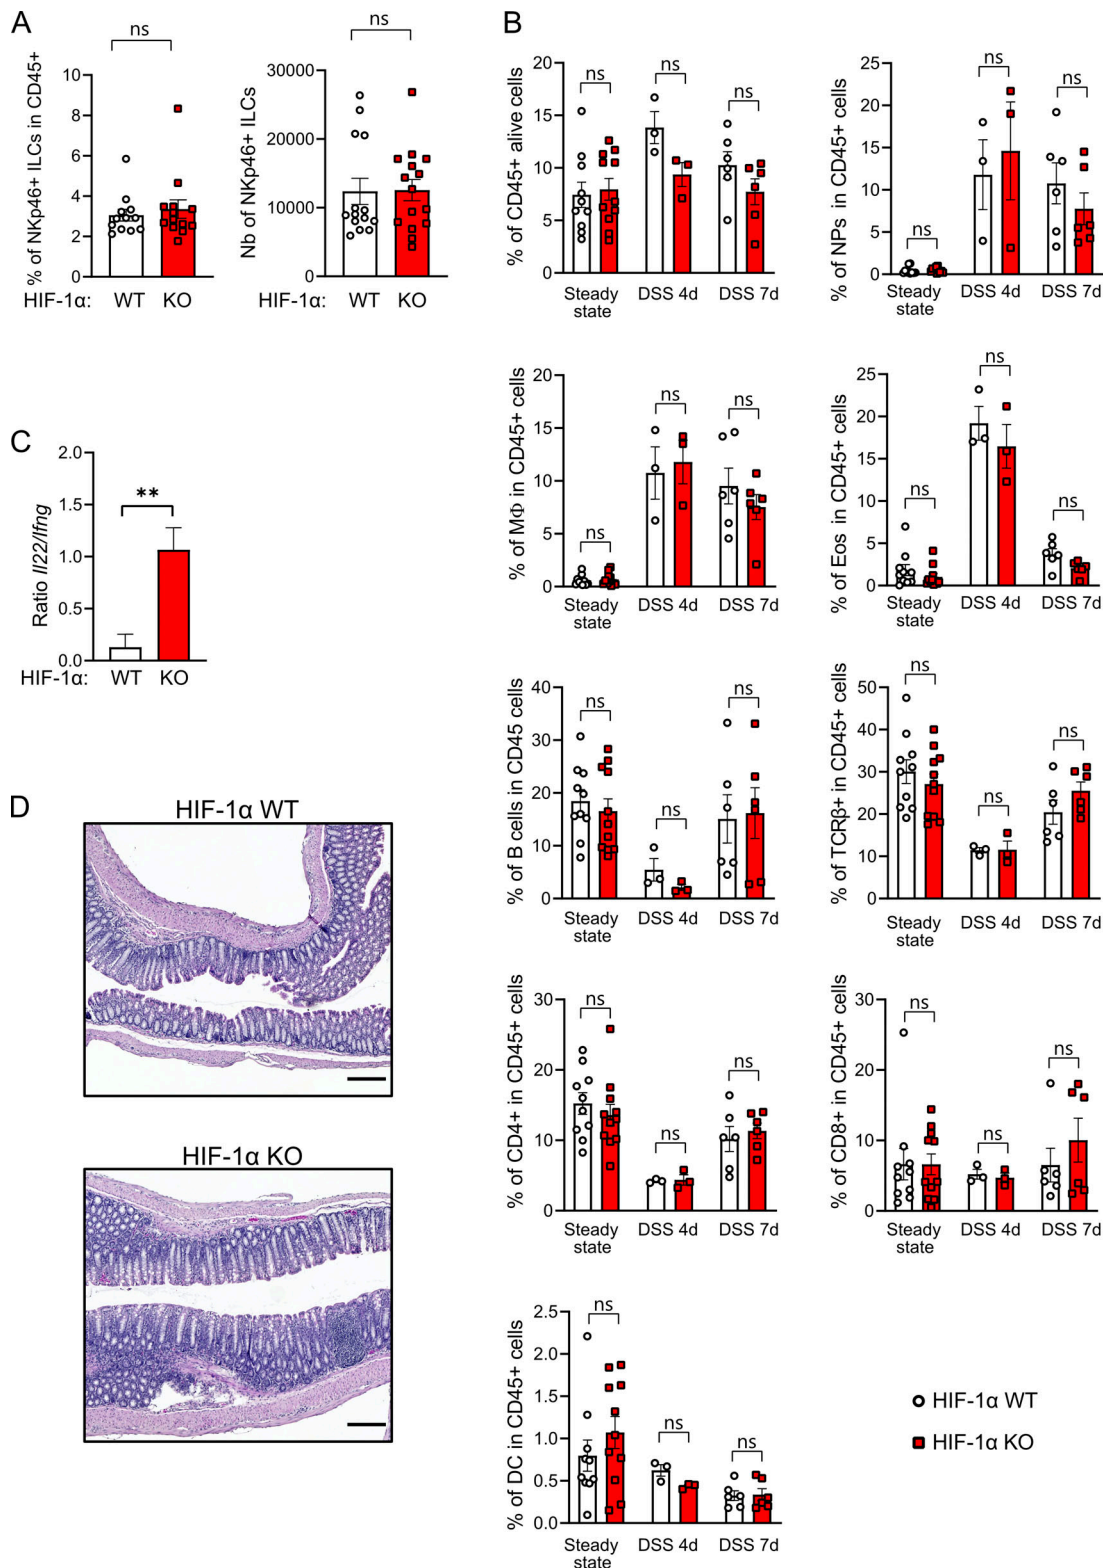 A
ns
% of NKp46+ ILCs in CD45+
10
8
6
4
2
0
HIF-1α: WT KO
ns
Nb of NKp46+ ILCs
30000
20000
10000
0
HIF-1α: WT KO
B
ns ns ns
% of CD45+ alive cells
20
15
10
5
0
Steady state DSS 4d DSS 7d
ns ns ns
% of NPs in CD45+ cells
25
20
15
10
5
0
Steady state DSS 4d DSS 7d
ns ns ns
% of MΦ in CD45+ cells
20
15
10
5
0
Steady state DSS 4d DSS 7d
ns ns ns
% of Eos in CD45+ cells
25
20
15
10
5
0
Steady state DSS 4d DSS 7d
ns ns ns
% of B cells in CD45 cells
40
30
20
10
0
Steady state DSS 4d DSS 7d
ns ns ns
% of TCRβ+ in CD45+ cells
50
40
30
20
10
0
Steady state DSS 4d DSS 7d
ns ns ns
% of CD4+ in CD45+ cells
30
20
10
0
Steady state DSS 4d DSS 7d
ns ns ns
% of CD8+ in CD45+ cells
30
20
10
0
Steady state DSS 4d DSS 7d
ns ns ns
% of DC in CD45+ cells
2.5
2.0
1.5
1.0
0.5
0.0
Steady state DSS 4d DSS 7d
HIF-1α WT
HIF-1α KO
C
**
Ratio Il22/Ifng
2.0
1.5
1.0
0.5
0.0
HIF-1α: WT KO
D
HIF-1α WT
HIF-1α KO